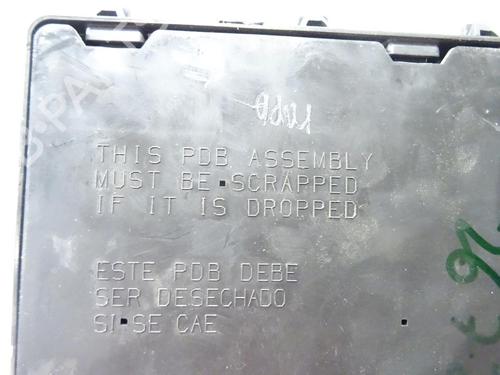 THIS PDB ASSEMBLY
MUST BE SCRAPPED
IF IT IS DROPPED
ESTE PDB DEBE
SER DESECHADO
SI SE CAE